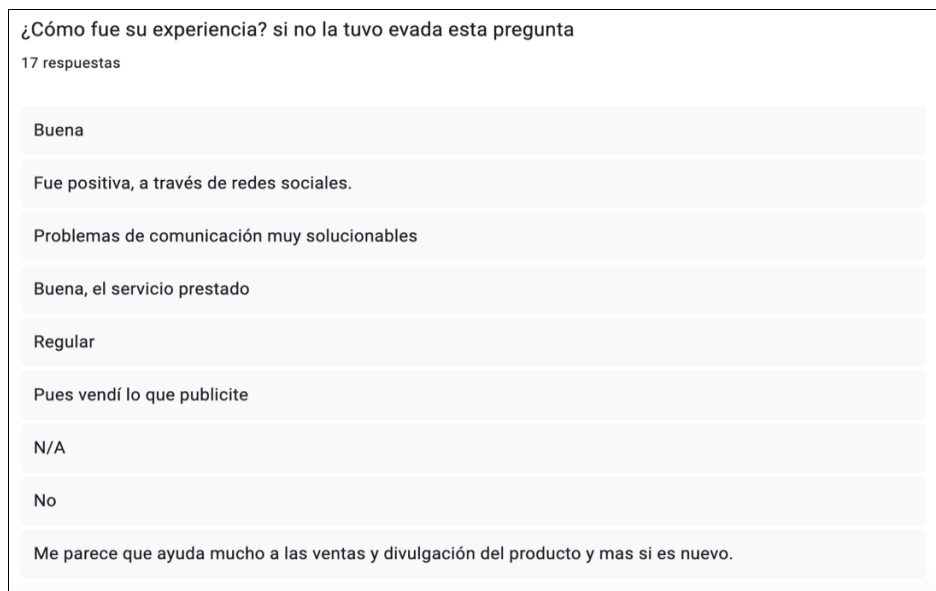 ¿Cómo fue su experiencia? si no la tuvo evada esta pregunta
17 respuestas
Buena
Fue positiva, a través de redes sociales.
Problemas de comunicación muy solucionables
Buena, el servicio prestado
Regular
Pues vendí lo que publicite
N/A
No
Me parece que ayuda mucho a las ventas y divulgación del producto y mas si es nuevo.